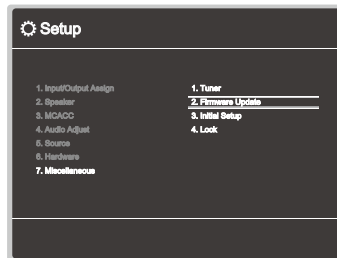 Setup
1. Input/Output Assign
2. Speaker
3. MCACC
4. Audio Adjust
5. Source
6. Hardware
7. Miscellaneous
1. Tuner
2. Firmware Update
3. Initial Setup
4. Lock